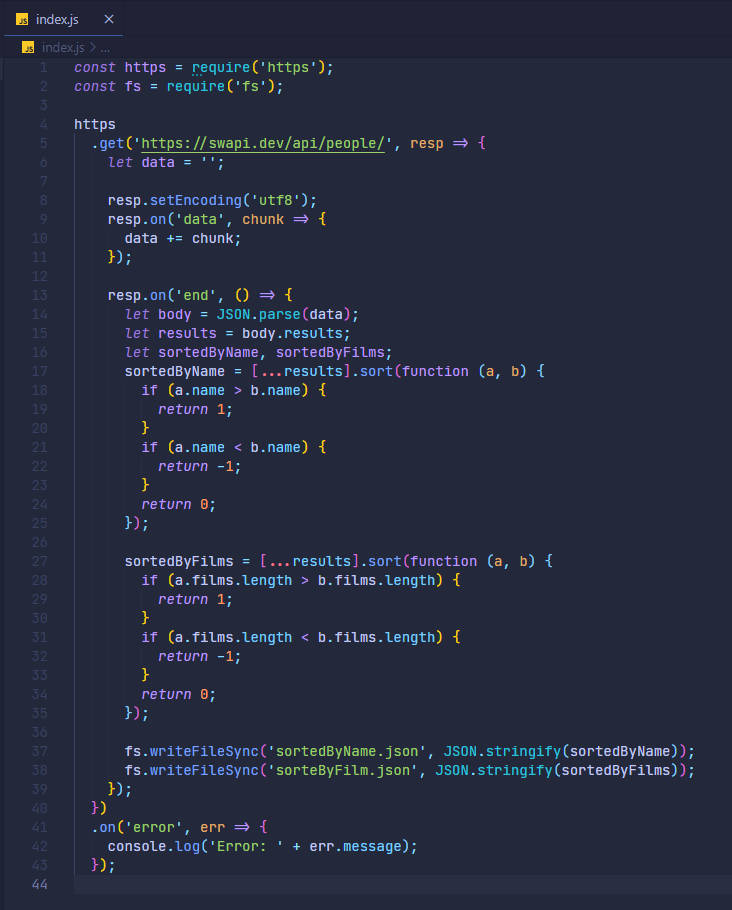 JS index.js ×
JS index.js > ...
1 const https = require('https');
2 const fs = require('fs');
3
4 https
5   .get('https://swapi.dev/api/people/', resp => {
6     let data = '';
7
8     resp.setEncoding('utf8');
9     resp.on('data', chunk => {
10       data += chunk;
11     });
12
13     resp.on('end', () => {
14       let body = JSON.parse(data);
15       let results = body.results;
16       let sortedByName, sortedByFilms;
17       sortedByName = [...results].sort(function (a, b) {
18         if (a.name > b.name) {
19           return 1;
20         }
21         if (a.name < b.name) {
22           return -1;
23         }
24         return 0;
25       });
26
27       sortedByFilms = [...results].sort(function (a, b) {
28         if (a.films.length > b.films.length) {
29           return 1;
30         }
31         if (a.films.length < b.films.length) {
32           return -1;
33         }
34         return 0;
35       });
36
37       fs.writeFileSync('sortedByName.json', JSON.stringify(sortedByName));
38       fs.writeFileSync('sorteByFilm.json', JSON.stringify(sortedByFilms));
39     });
40   })
41   .on('error', err => {
42     console.log('Error: ' + err.message);
43   });
44